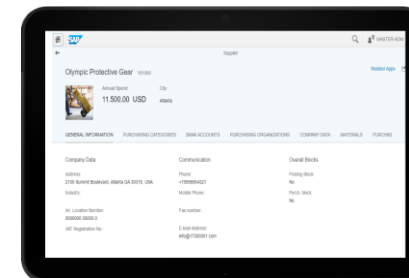 SAP
MASTER ADM
Supplier
Olympic Protective Gear
Related Apps
Annual Spend:
City:
11.500,00 USD
Atlanta
GENERAL INFORMATION PURCHASING CATEGORIES BANK ACCOUNTS PURCHASING ORGANIZATIONS COMPANY DATA MATERIALS PURCHAS
Company Data
Communication
Overall Blocks
Address:
Phone:
Posting Block:
2100 Summit Boulevard, Atlanta GA 50019, USA
No
Industry:
Mobile Phone:
Purch. block:
No
Int. Location Number:
Fax number:
VAT Registration No.:
E-Mail Address: